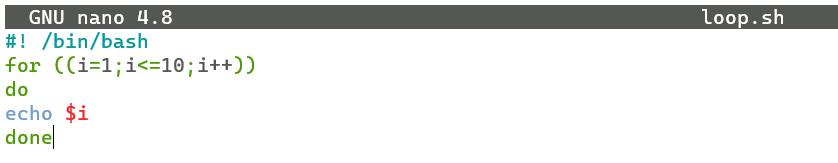 GNU nano 4.8 loop.sh
#! /bin/bash
for ((i=1;i<=10;i++))
do
echo $i
done